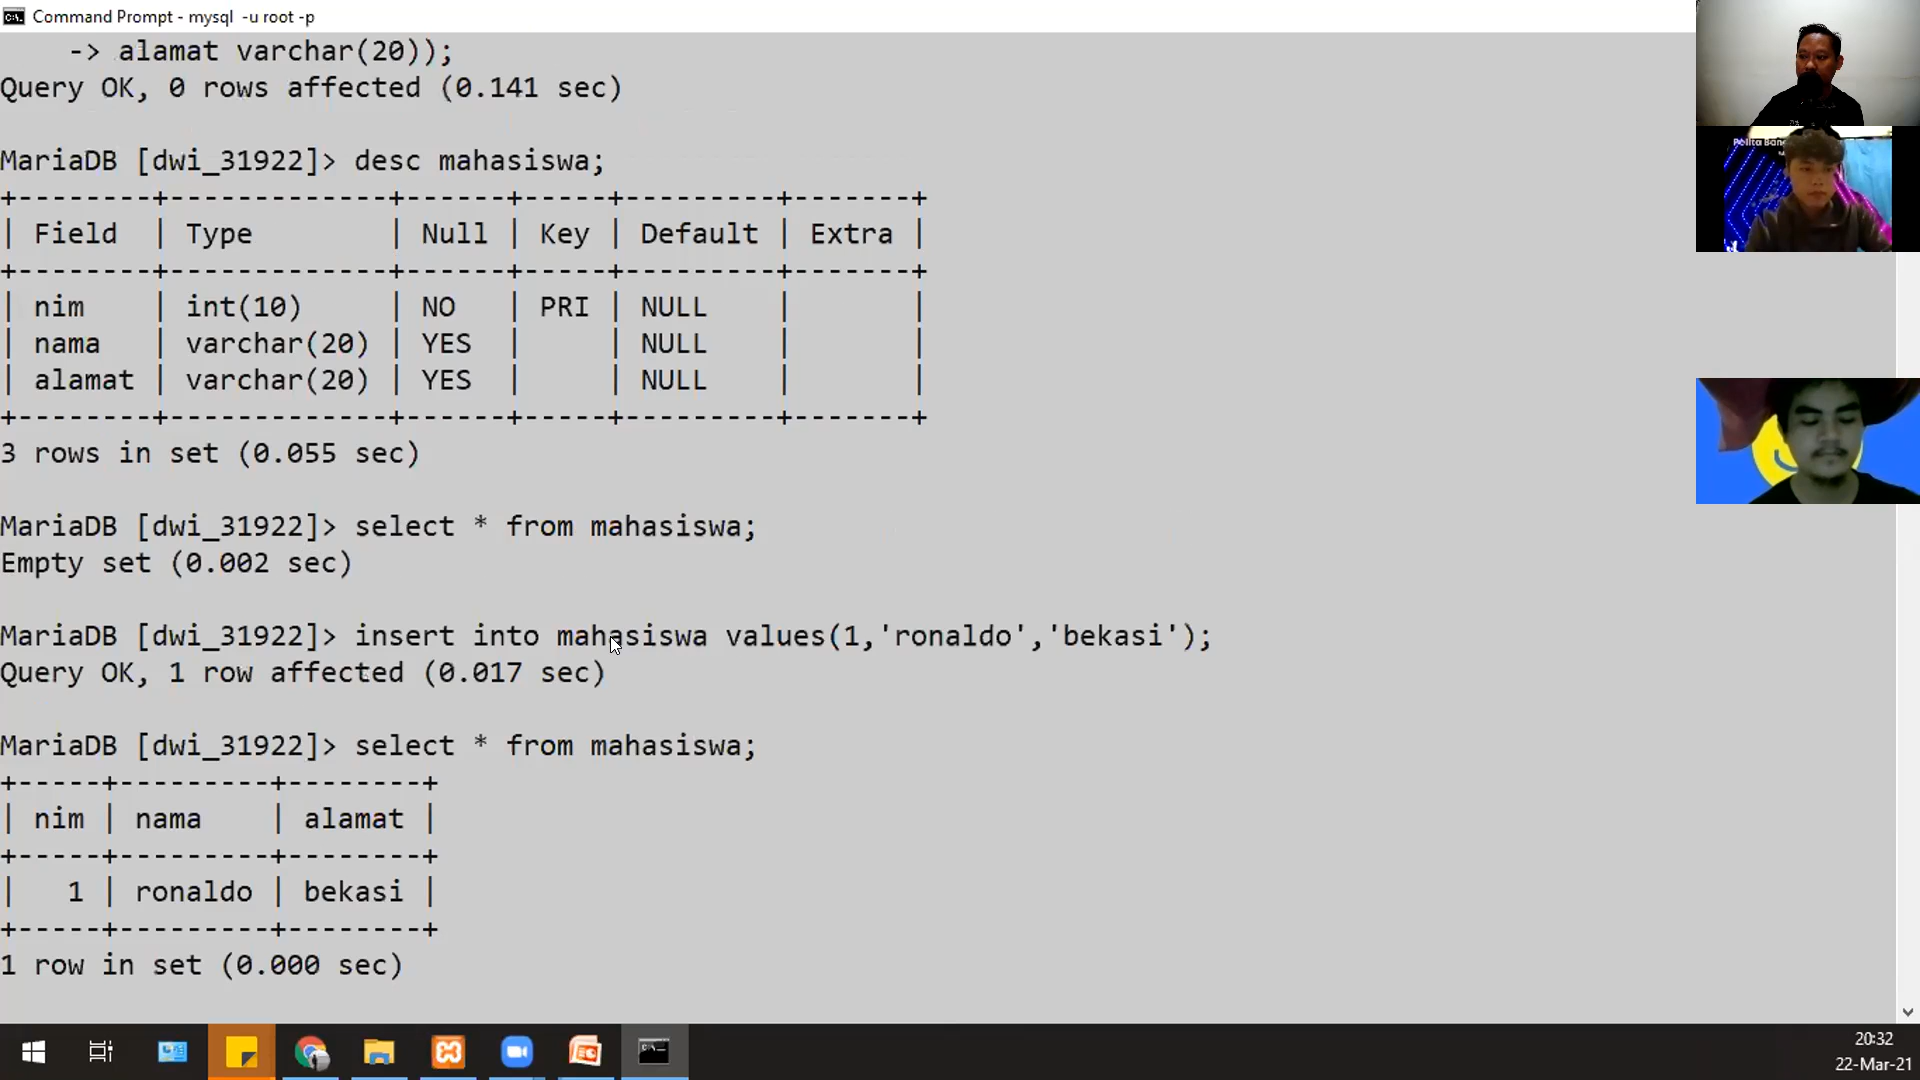 Command Prompt - mysql  -u root -p
    -> alamat varchar(20));
Query OK, 0 rows affected (0.141 sec)
MariaDB [dwi_31922]> desc mahasiswa;
+--------+-------------+------+-----+---------+-------+
| Field  | Type        | Null | Key | Default | Extra |
+--------+-------------+------+-----+---------+-------+
| nim    | int(10)     | NO   | PRI | NULL    |       |
| nama   | varchar(20) | YES  |     | NULL    |       |
| alamat | varchar(20) | YES  |     | NULL    |       |
+--------+-------------+------+-----+---------+-------+
3 rows in set (0.055 sec)
MariaDB [dwi_31922]> select * from mahasiswa;
Empty set (0.002 sec)
MariaDB [dwi_31922]> insert into mahasiswa values(1,'ronaldo','bekasi');
Query OK, 1 row affected (0.017 sec)
MariaDB [dwi_31922]> select * from mahasiswa;
+-----+---------+--------+
| nim | nama    | alamat |
+-----+---------+--------+
|   1 | ronaldo | bekasi |
+-----+---------+--------+
1 row in set (0.000 sec)
Pelita
20:32
22-Mar-21